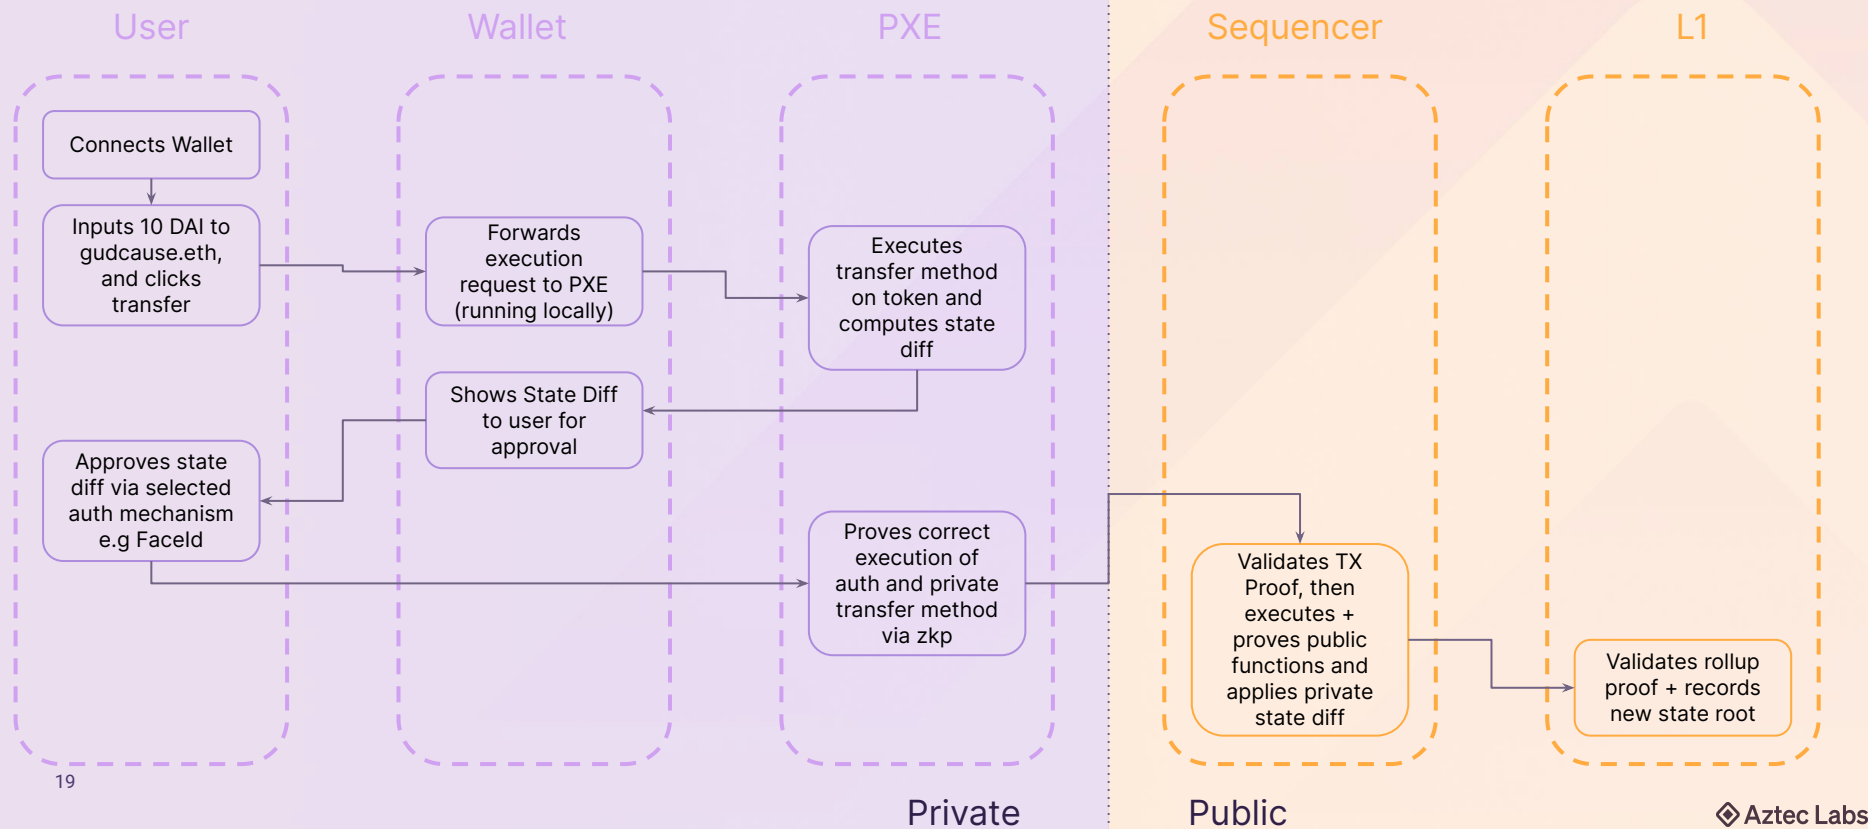 User
Wallet
PXE
Sequencer
L1
Connects Wallet
Inputs 10 DAI to
gudcause.eth,
and clicks
transfer
Forwards
execution
request to PXE
(running locally)
Executes
transfer method
on token and
computes state
diff
Shows State Diff
to user for
approval
Approves state
diff via selected
auth mechanism
e.g FaceId
Proves correct
execution of
auth and private
transfer method
via zkp
Validates TX
Proof, then
executes +
proves public
functions and
applies private
state diff
Validates rollup
proof + records
new state root
19
Private
Public
Aztec Labs